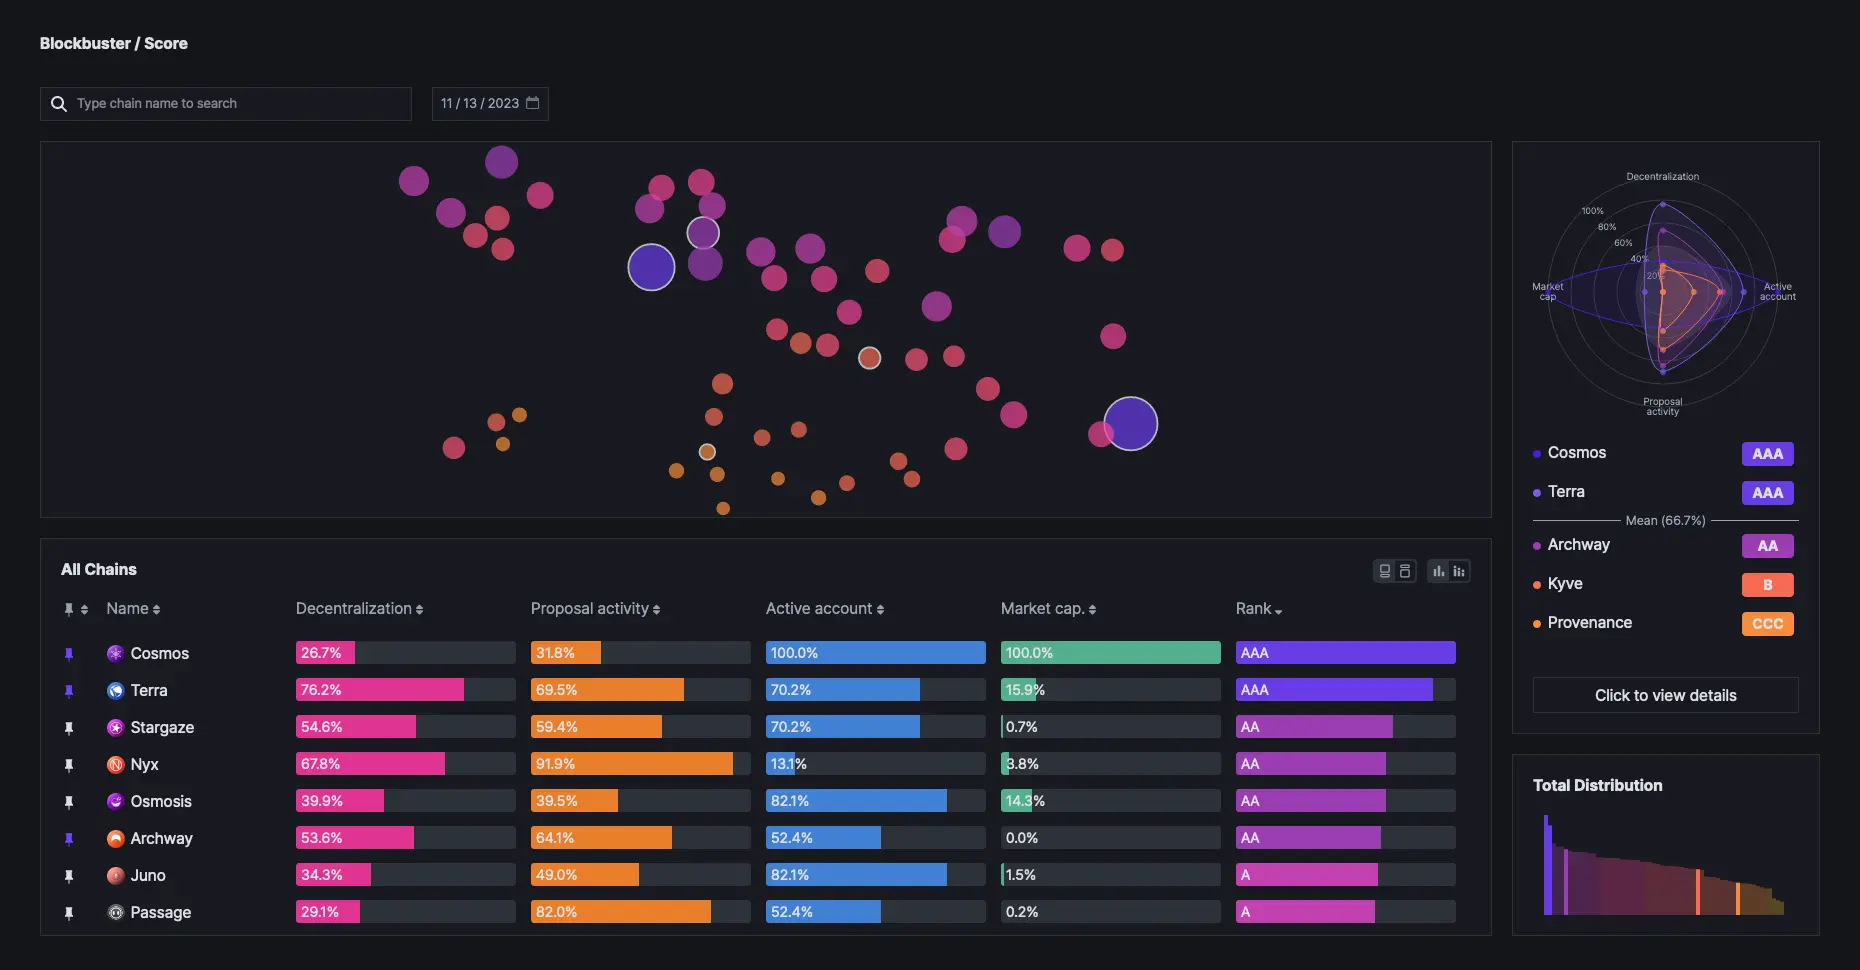 Blockbuster / Score
Type chain name to search
11 / 13 / 2023
Decentralization
100%
80%
60%
40%
20%
Market cap
Active account
Proposal activity
Cosmos AAA
Terra AAA
Mean (66.7%)
Archway AA
Kyve B
Provenance CCC
Click to view details
All Chains
Name Decentralization Proposal activity Active account Market cap. Rank
Cosmos 26.7% 31.8% 100.0% 100.0% AAA
Terra 76.2% 69.5% 70.2% 15.9% AAA
Stargaze 54.6% 59.4% 70.2% 0.7% AA
Nyx 67.8% 91.9% 13.1% 3.8% AA
Osmosis 39.9% 39.5% 82.1% 14.3% AA
Archway 53.6% 64.1% 52.4% 0.0% AA
Juno 34.3% 49.0% 82.1% 1.5% A
Passage 29.1% 82.0% 52.4% 0.2% A
Total Distribution